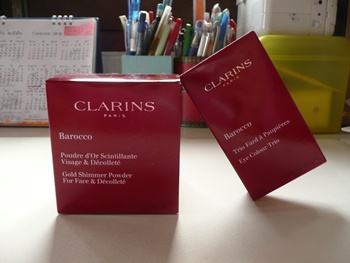 CLARINS
PARIS
Barocco
Poudre d'Or Scintillante
Visage & Décolleté
Gold Shimmer Powder
For Face & Décolleté
CLARINS
PARIS
Barocco
Trio Fard à Paupières
Eye Colour Trio